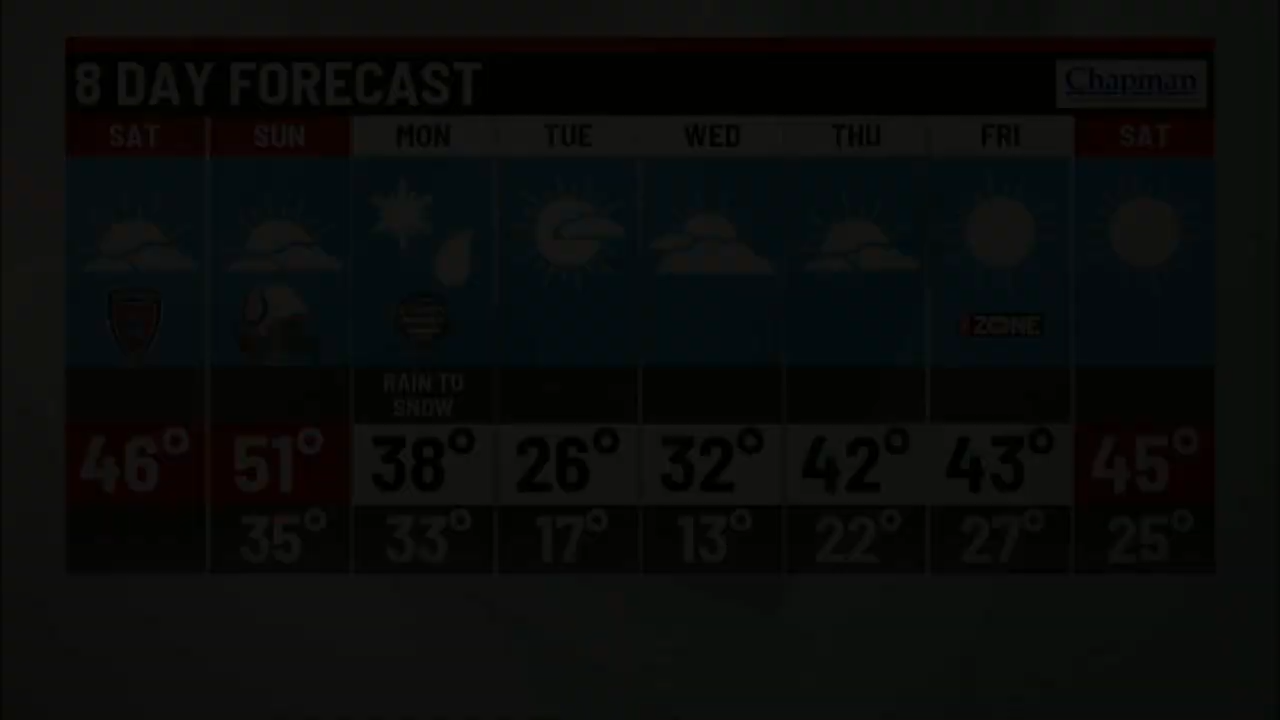 8 DAY FORECAST
Chapman
SAT SUN MON TUE WED THU FRI SAT
ZONE
RAIN TO
SNOW
46° 51° 38° 26° 32° 42° 43° 45°
35° 33° 17° 13° 22° 27° 25°